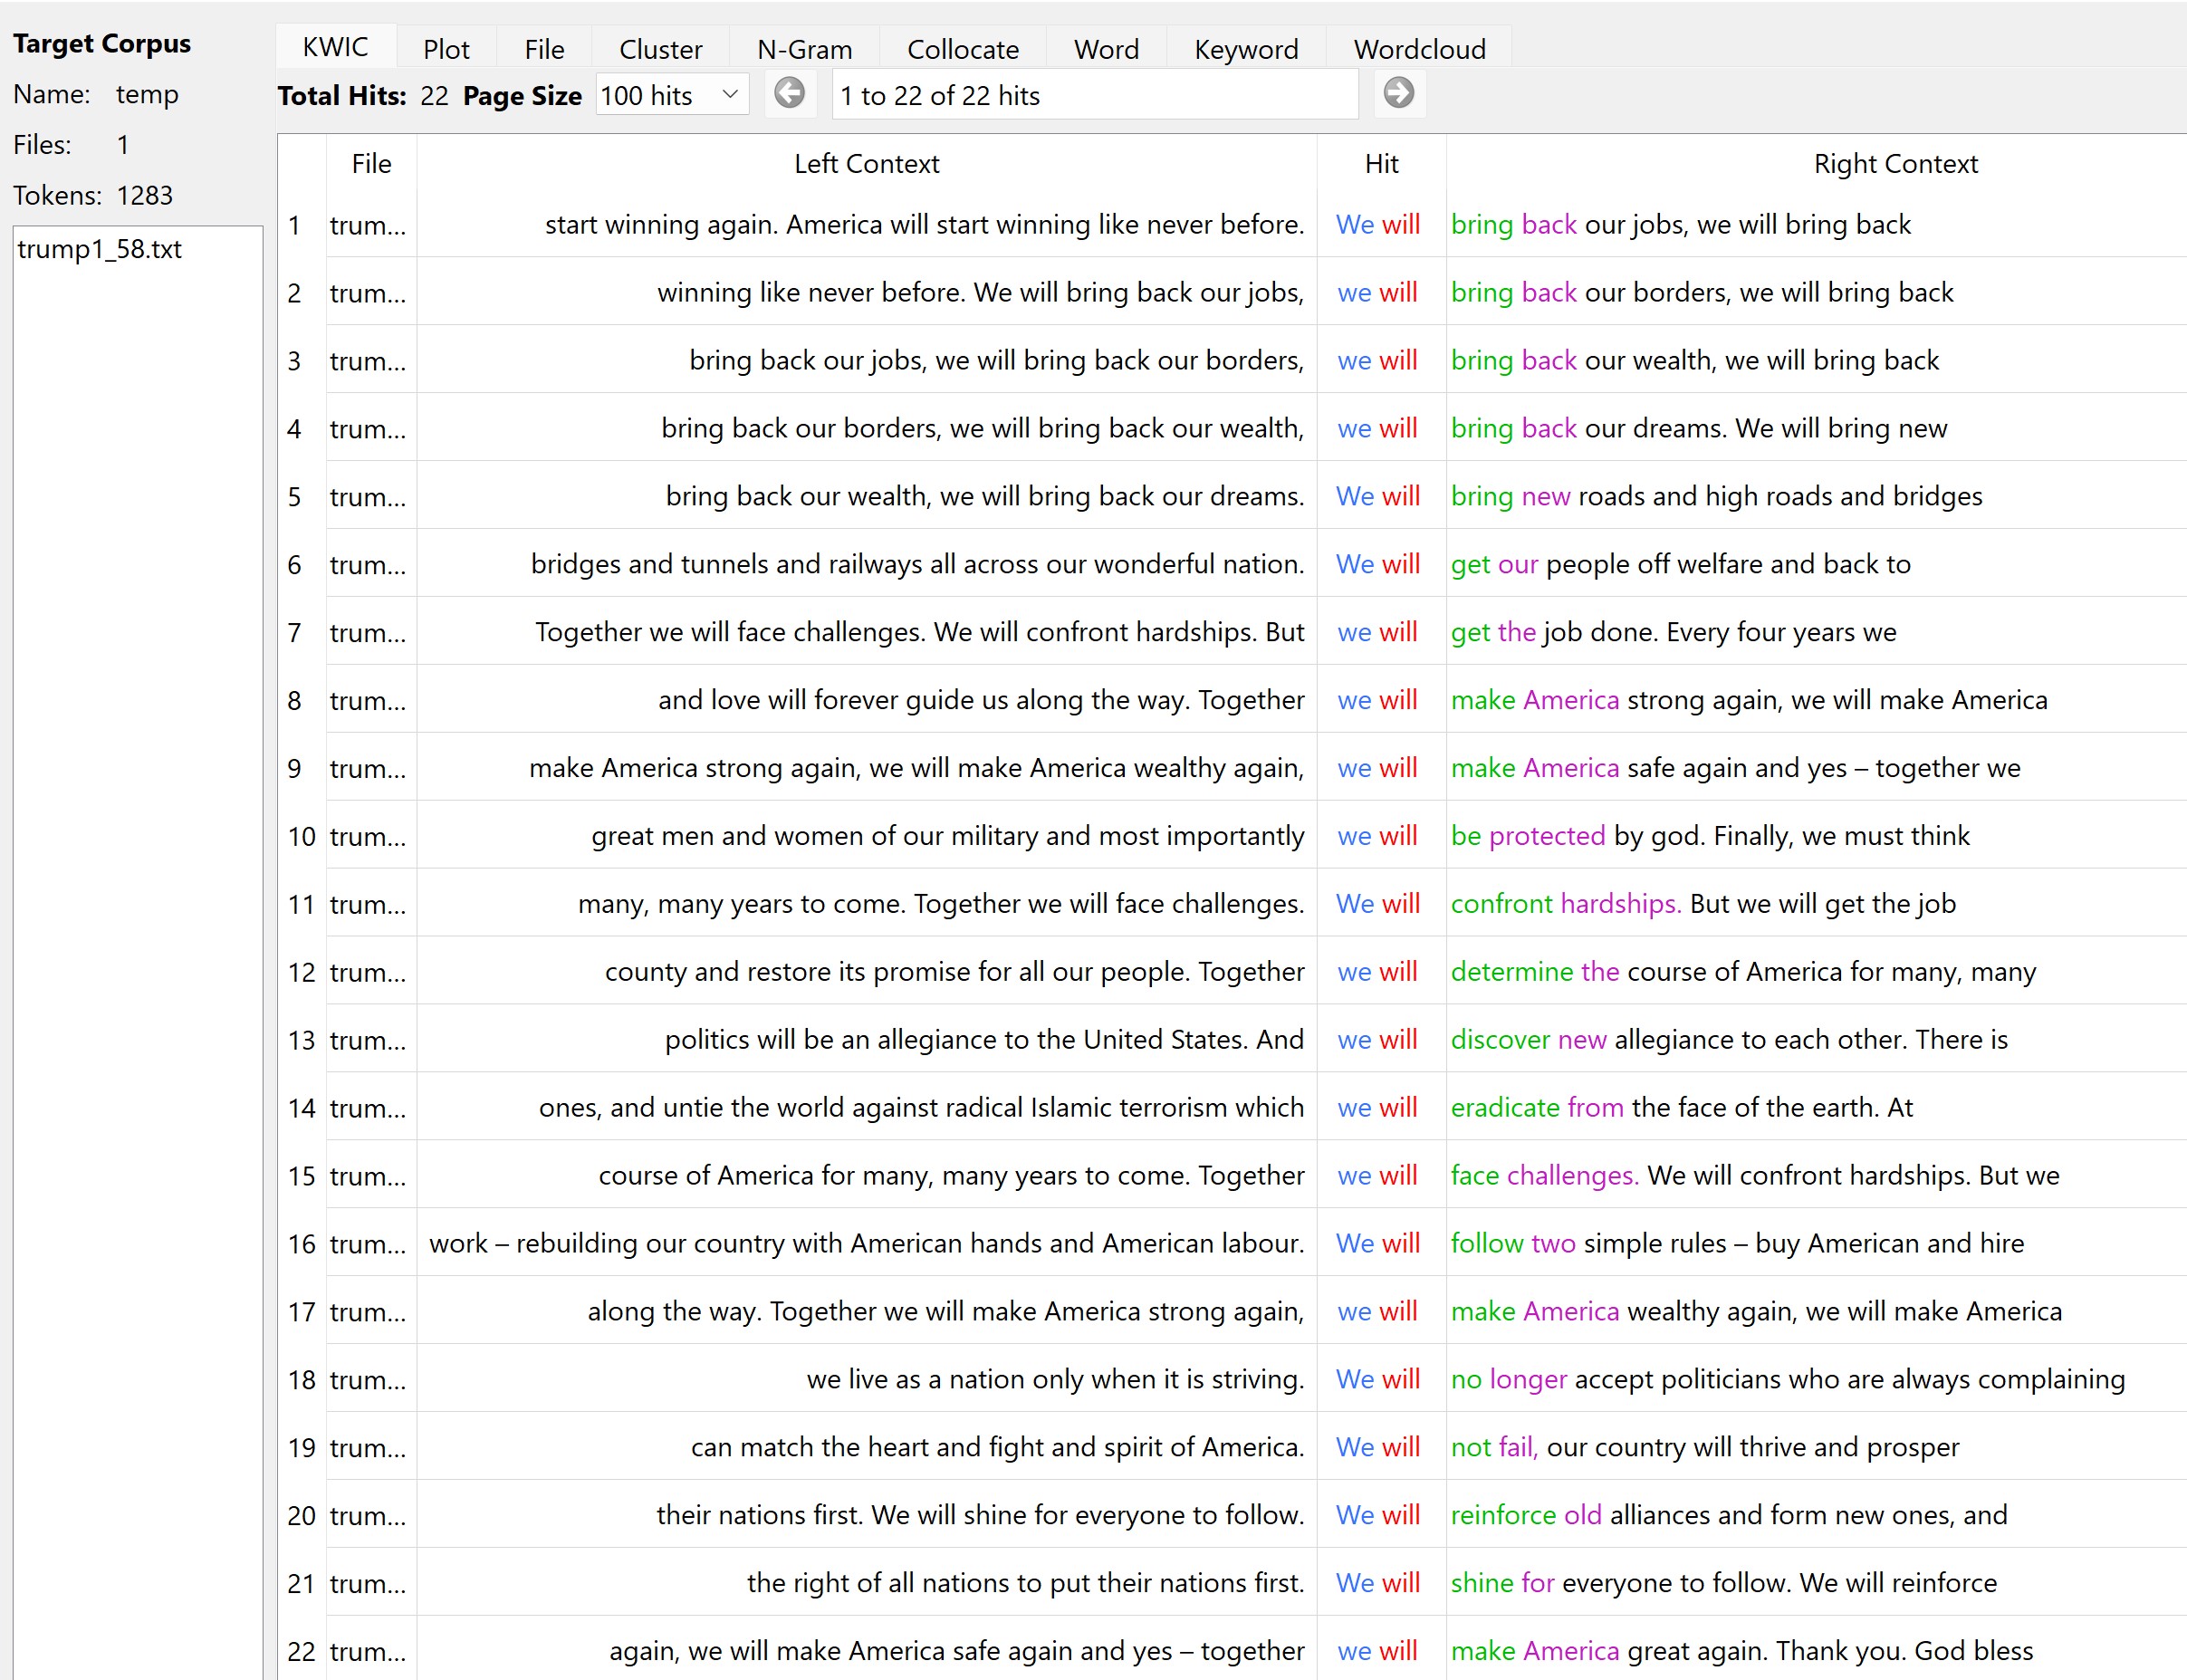 Target Corpus
Name: temp
Files: 1
Tokens: 1283
trump1_58.txt
KWIC Plot File Cluster N-Gram Collocate Word Keyword Wordcloud
Total Hits: 22 Page Size 100 hits 1 to 22 of 22 hits
File Left Context Hit Right Context
1 trum... start winning again. America will start winning like never before. We will bring back our jobs, we will bring back
2 trum... winning like never before. We will bring back our jobs, we will bring back our borders, we will bring back
3 trum... bring back our jobs, we will bring back our borders, we will bring back our wealth, we will bring back
4 trum... bring back our borders, we will bring back our wealth, we will bring back our dreams. We will bring new
5 trum... bring back our wealth, we will bring back our dreams. We will bring new roads and high roads and bridges
6 trum... bridges and tunnels and railways all across our wonderful nation. We will get our people off welfare and back to
7 trum... Together we will face challenges. We will confront hardships. But we will get the job done. Every four years we
8 trum... and love will forever guide us along the way. Together we will make America strong again, we will make America
9 trum... make America strong again, we will make America wealthy again, we will make America safe again and yes – together we
10 trum... great men and women of our military and most importantly we will be protected by god. Finally, we must think
11 trum... many, many years to come. Together we will face challenges. We will confront hardships. But we will get the job
12 trum... county and restore its promise for all our people. Together we will determine the course of America for many, many
13 trum... politics will be an allegiance to the United States. And we will discover new allegiance to each other. There is
14 trum... ones, and untie the world against radical Islamic terrorism which we will eradicate from the face of the earth. At
15 trum... course of America for many, many years to come. Together we will face challenges. We will confront hardships. But we
16 trum... work – rebuilding our country with American hands and American labour. We will follow two simple rules – buy American and hire
17 trum... along the way. Together we will make America strong again, we will make America wealthy again, we will make America
18 trum... we live as a nation only when it is striving. We will no longer accept politicians who are always complaining
19 trum... can match the heart and fight and spirit of America. We will not fail, our country will thrive and prosper
20 trum... their nations first. We will shine for everyone to follow. We will reinforce old alliances and form new ones, and
21 trum... the right of all nations to put their nations first. We will shine for everyone to follow. We will reinforce
22 trum... again, we will make America safe again and yes – together we will make America great again. Thank you. God bless